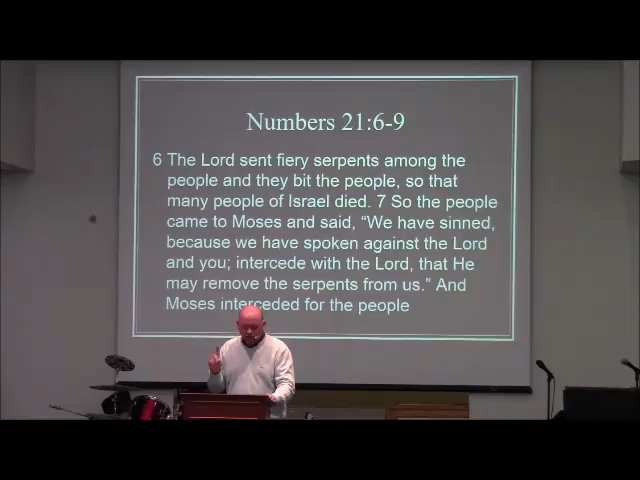 Numbers 21:6-9
6 The Lord sent fiery serpents among the
people and they bit the people, so that
many people of Israel died. 7 So the people
came to Moses and said, “We have sinned,
because we have spoken against the Lord
and you; intercede with the Lord, that He
may remove the serpents from us.” And
Moses interceded for the people